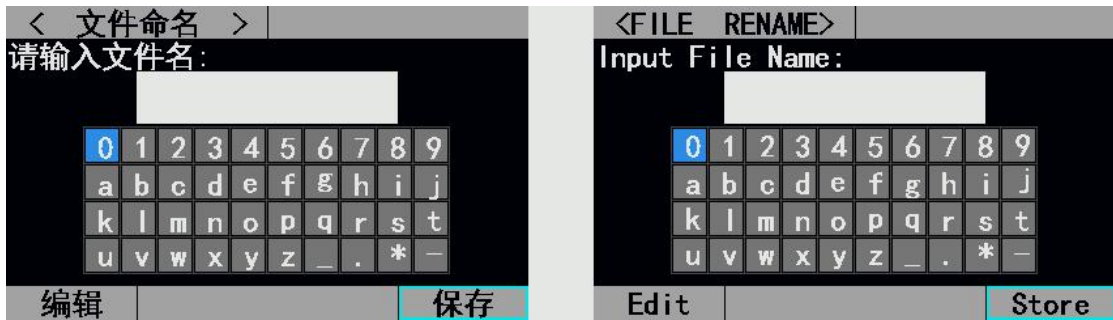 < 文件命名 >
请输入文件名:
0 1 2 3 4 5 6 7 8 9
a b c d e f g h i j
k l m n o p q r s t
u v w x y z _ . * -
编辑 保存
<FILE RENAME>
Input File Name:
0 1 2 3 4 5 6 7 8 9
a b c d e f g h i j
k l m n o p q r s t
u v w x y z _ . * -
Edit Store